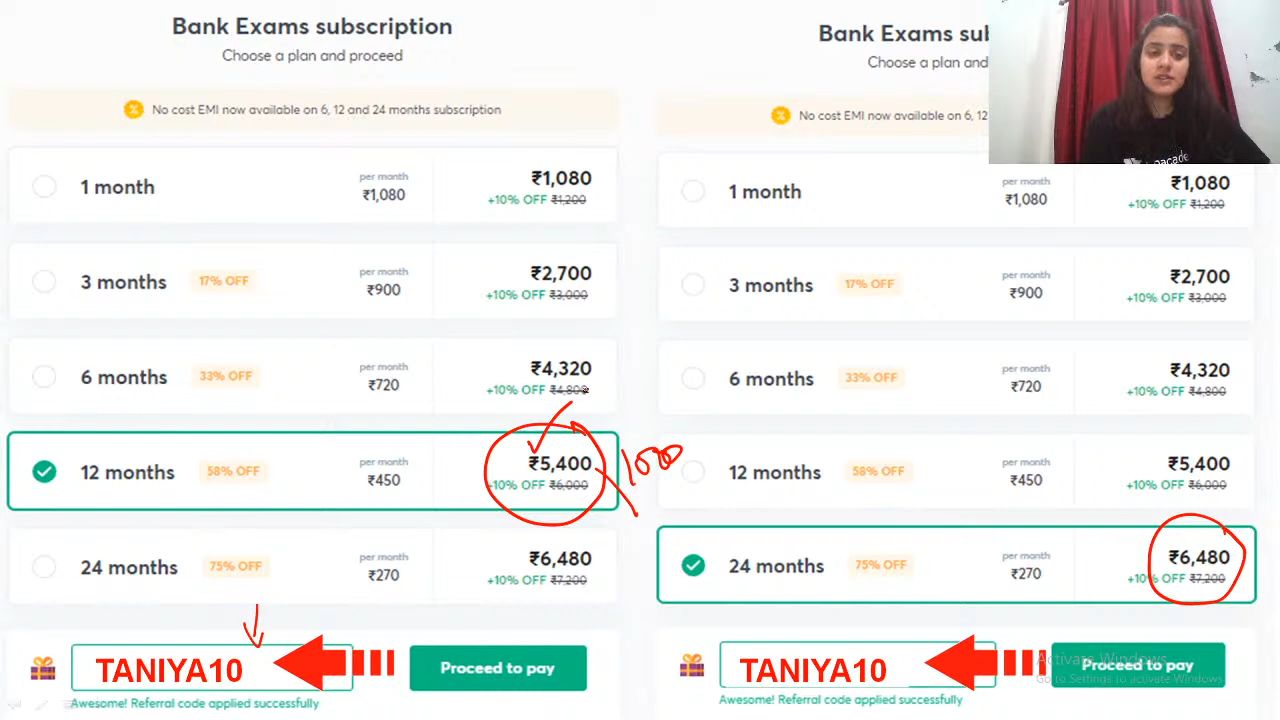 Bank Exams subscription
Choose a plan and proceed
No cost EMI now available on 6, 12 and 24 months subscription
1 month
per month
₹1,080
₹1,080
+10% OFF ₹1,200
3 months
17% OFF
per month
₹900
₹2,700
+10% OFF ₹3,000
6 months
33% OFF
per month
₹720
₹4,320
+10% OFF ₹4,800
12 months
58% OFF
per month
₹450
₹5,400
+10% OFF ₹6,000
24 months
75% OFF
per month
₹270
₹6,480
+10% OFF ₹7,200
TANIYA10
Proceed to pay
Awesome! Referral code applied successfully
Bank Exams sub
Choose a plan and
No cost EMI now available on 6, 12
1 month
per month
₹1,080
₹1,080
+10% OFF ₹1,200
3 months
17% OFF
per month
₹900
₹2,700
+10% OFF ₹3,000
6 months
33% OFF
per month
₹720
₹4,320
+10% OFF ₹4,800
12 months
58% OFF
per month
₹450
₹5,400
+10% OFF ₹6,000
24 months
75% OFF
per month
₹270
₹6,480
+10% OFF ₹7,200
TANIYA10
Proceed to pay
Awesome! Referral code applied successfully
Activate Windows
Go to Settings to activate Windows.